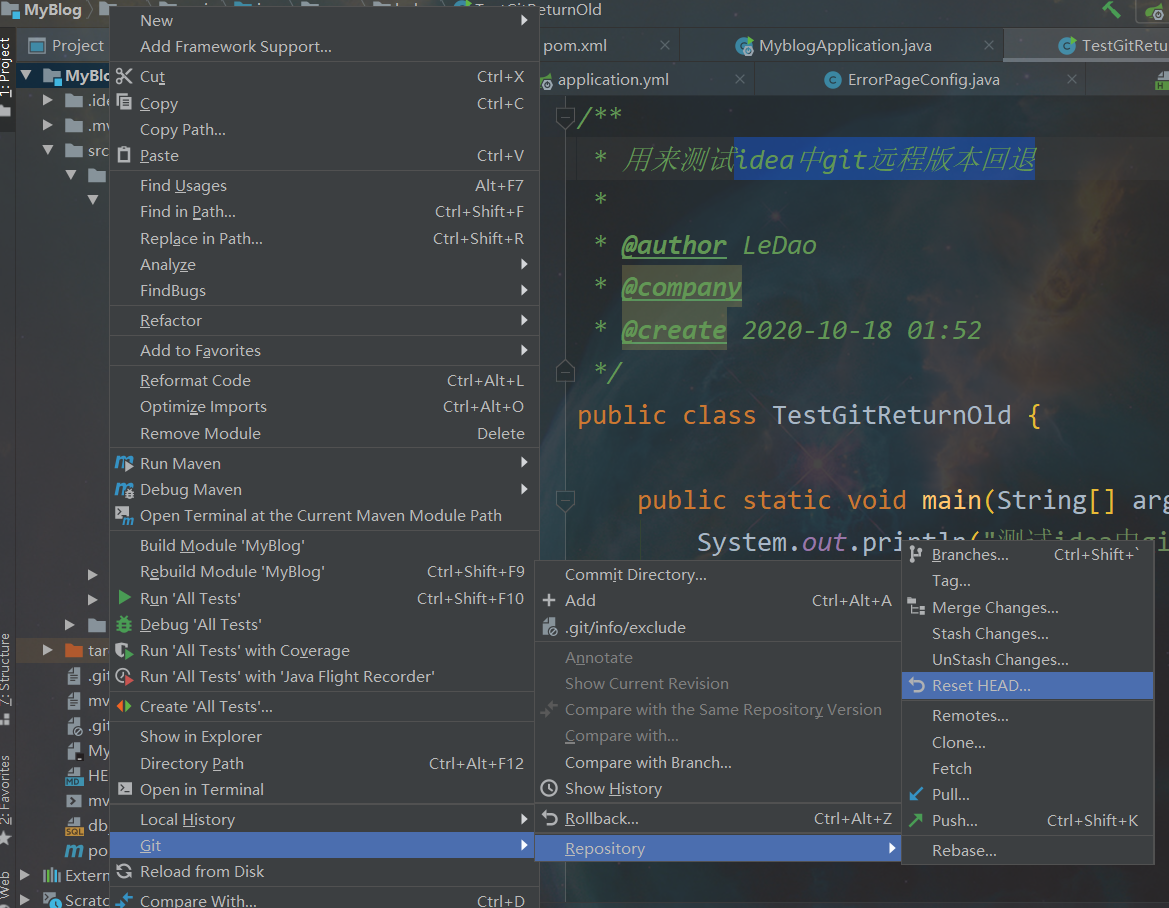 MyBlog
TestGitReturnOld
Project
pom.xml
MyblogApplication.java
TestGitRetu
application.yml
ErrorPageConfig.java
1: Project
7: Structure
2: Favorites
Web
MyBlo
.ide
.mv
src
tar
.git
mv
.git
My
HE
mv
db
po
Extern
Scratc
New
Add Framework Support...
Cut Ctrl+X
Copy Ctrl+C
Copy Path...
Paste Ctrl+V
Find Usages Alt+F7
Find in Path... Ctrl+Shift+F
Replace in Path... Ctrl+Shift+R
Analyze
FindBugs
Refactor
Add to Favorites
Reformat Code Ctrl+Alt+L
Optimize Imports Ctrl+Alt+O
Remove Module Delete
Run Maven
Debug Maven
Open Terminal at the Current Maven Module Path
Build Module 'MyBlog'
Rebuild Module 'MyBlog' Ctrl+Shift+F9
Run 'All Tests' Ctrl+Shift+F10
Debug 'All Tests'
Run 'All Tests' with Coverage
Run 'All Tests' with 'Java Flight Recorder'
Create 'All Tests'...
Show in Explorer
Directory Path Ctrl+Alt+F12
Open in Terminal
Local History
Git
Reload from Disk
Compare With... Ctrl+D
/**
* 用来测试idea中git远程版本回退
*
* @author LeDao
* @company
* @create 2020-10-18 01:52
*/
public class TestGitReturnOld {
public static void main(String[] arg
System.out.println("测试idea中gi
Commit Directory...
Add Ctrl+Alt+A
.git/info/exclude
Annotate
Show Current Revision
Compare with the Same Repository Version
Compare with...
Compare with Branch...
Show History
Rollback... Ctrl+Alt+Z
Repository
Branches... Ctrl+Shift+`
Tag...
Merge Changes...
Stash Changes...
UnStash Changes...
Reset HEAD...
Remotes...
Clone...
Fetch
Pull...
Push... Ctrl+Shift+K
Rebase...